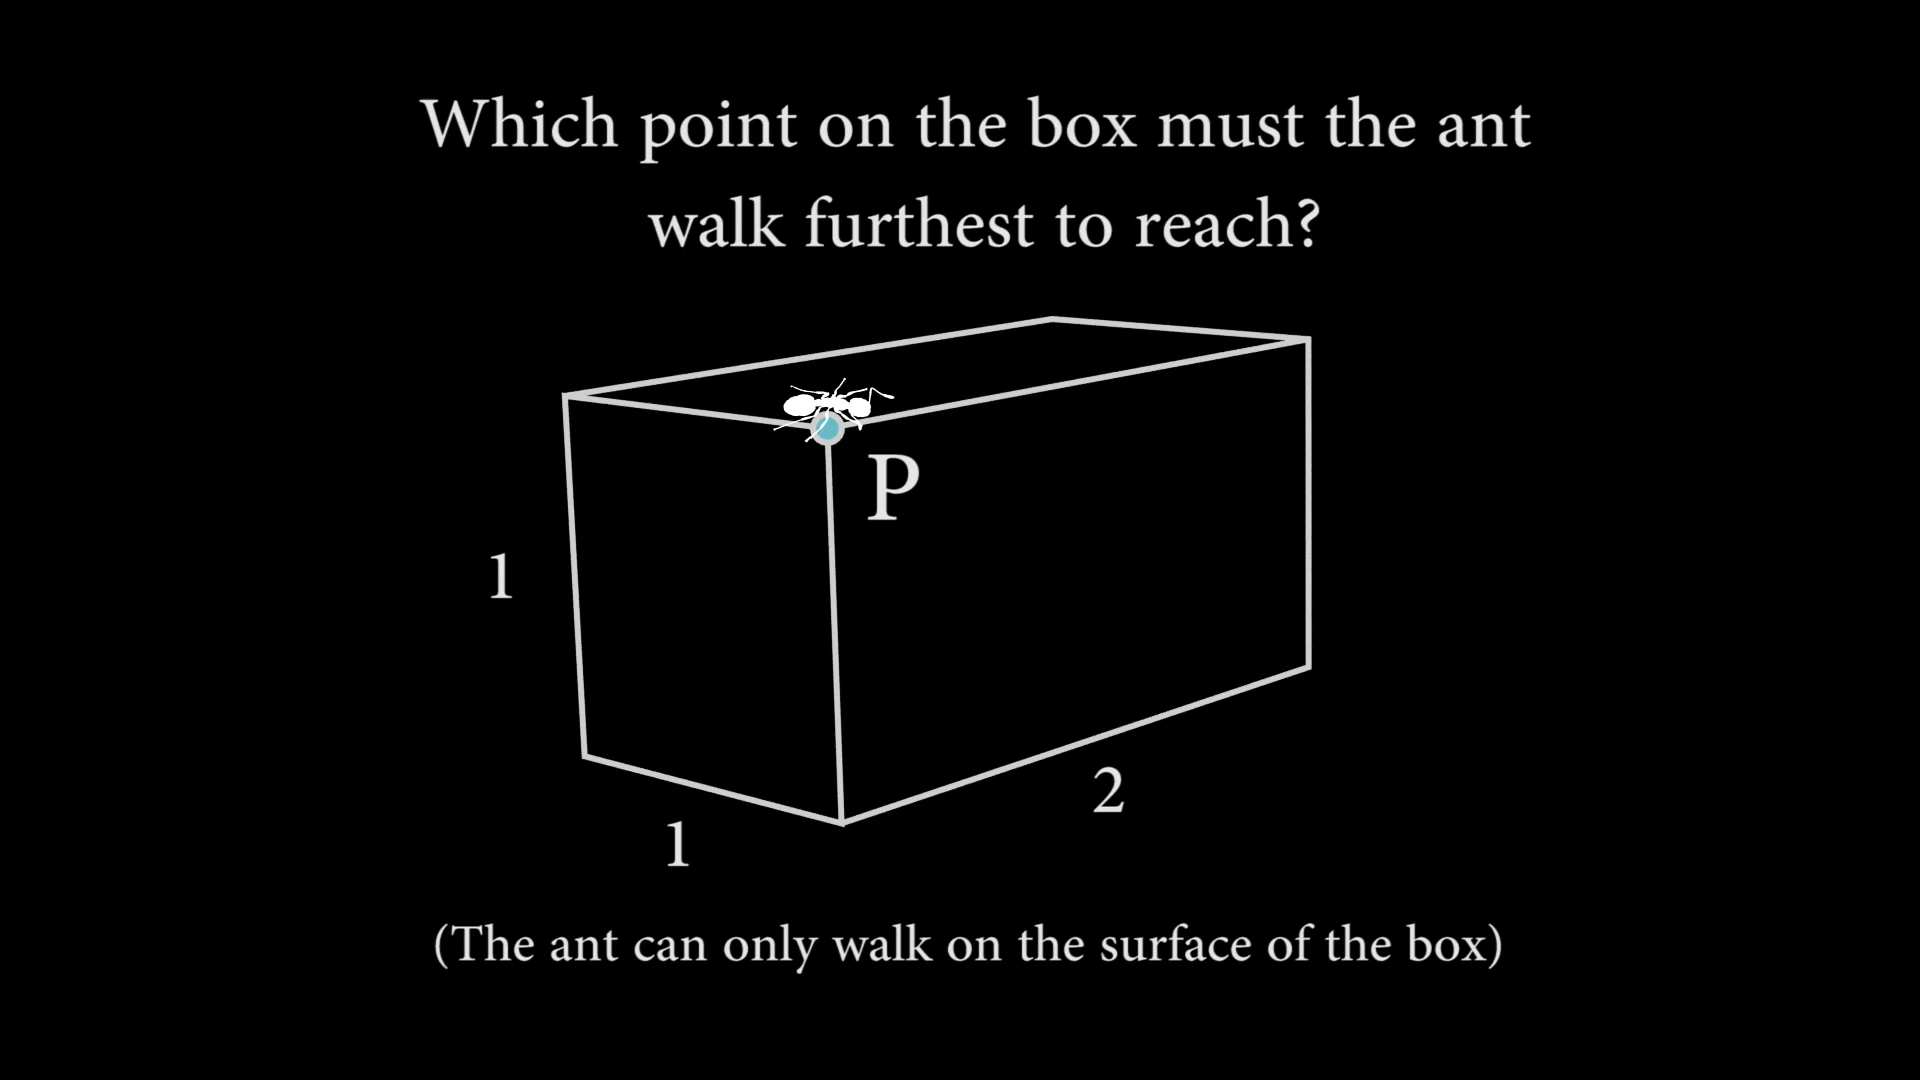 Which point on the box must the ant
walk furthest to reach?
P
1
2
1
(The ant can only walk on the surface of the box)